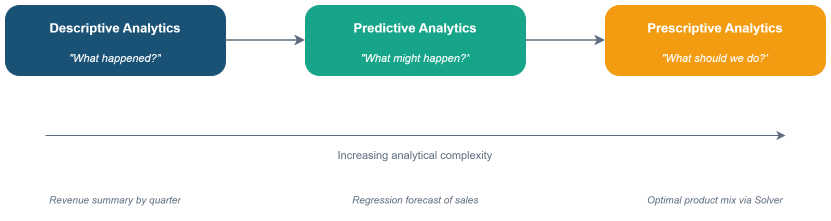 Descriptive Analytics
"What happened?"
Predictive Analytics
"What might happen?"
Prescriptive Analytics
"What should we do?"
Increasing analytical complexity
Revenue summary by quarter
Regression forecast of sales
Optimal product mix via Solver